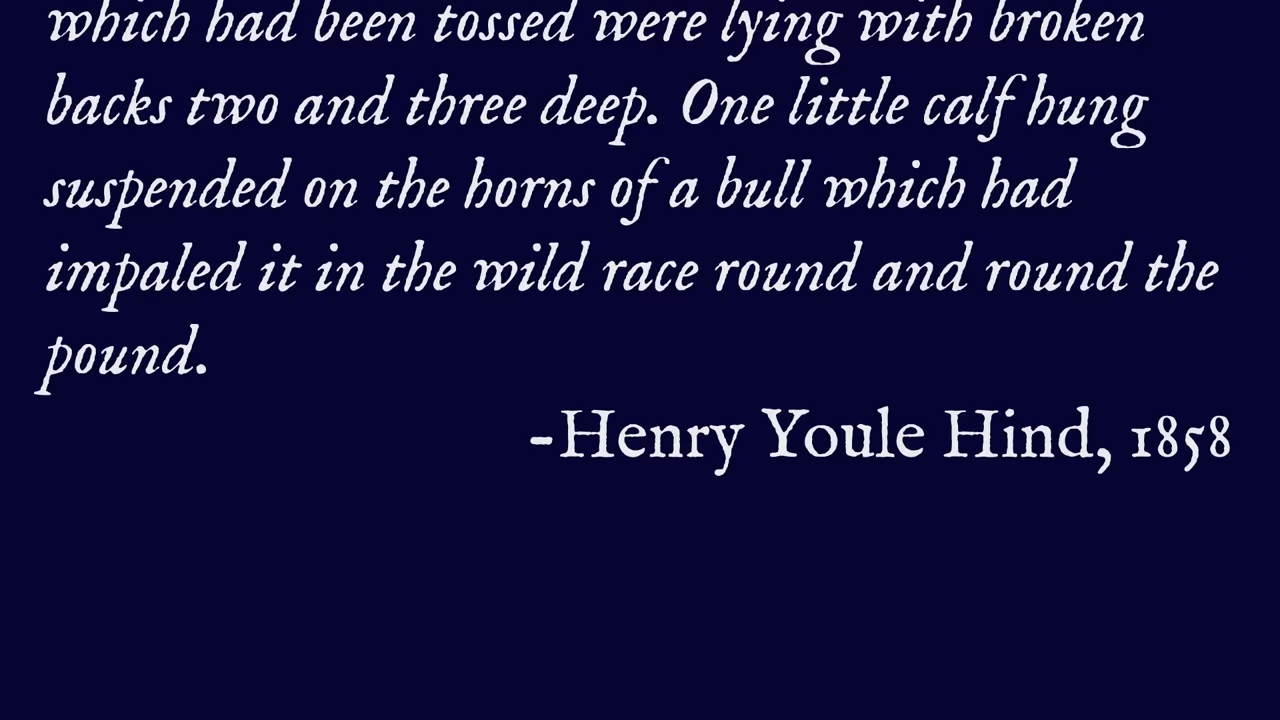 which had been tossed were lying with broken
backs two and three deep. One little calf hung
suspended on the horns of a bull which had
impaled it in the wild race round and round the
pound.
-Henry Youle Hind, 1858